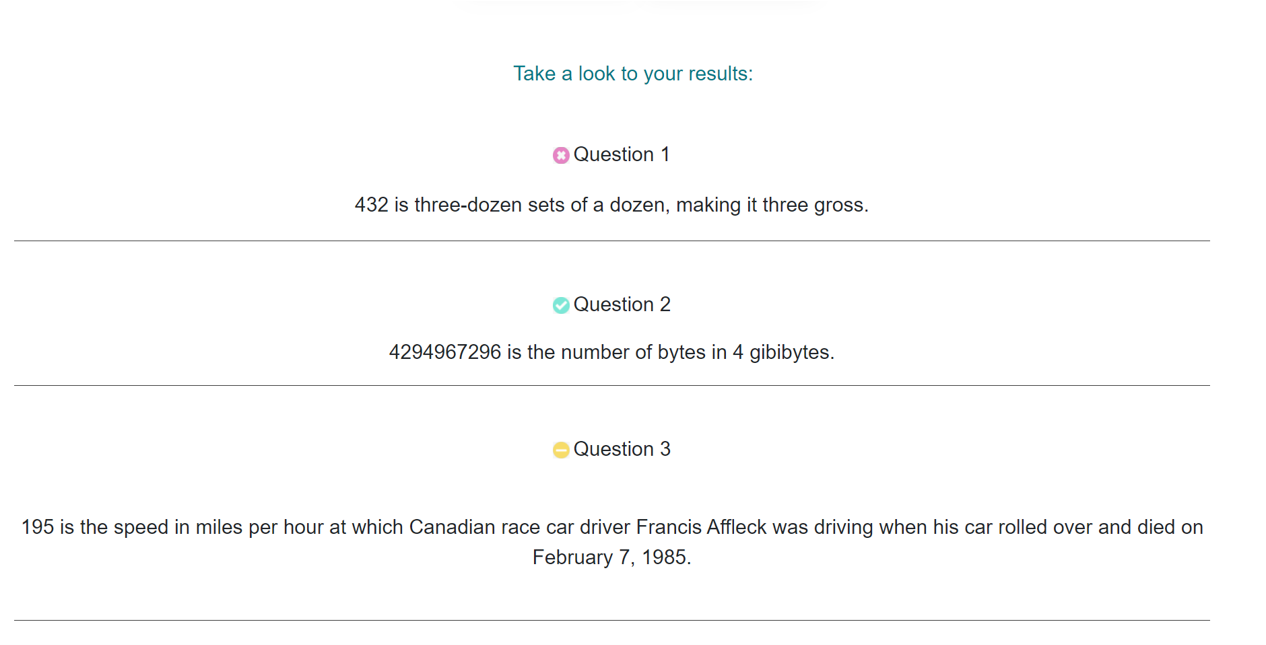 Take a look to your results:
Question 1
432 is three-dozen sets of a dozen, making it three gross.
Question 2
4294967296 is the number of bytes in 4 gibibytes.
Question 3
195 is the speed in miles per hour at which Canadian race car driver Francis Affleck was driving when his car rolled over and died on
February 7, 1985.